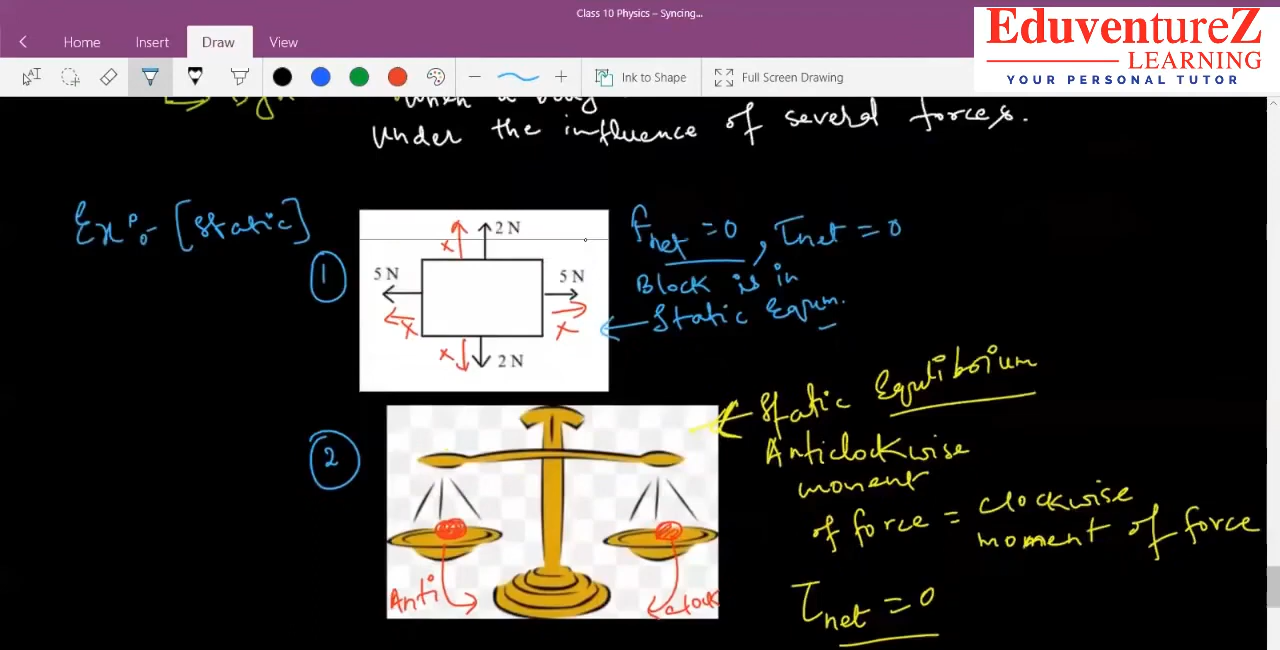 Class 10 Physics – Syncing...
EduventureZ
LEARNING
YOUR PERSONAL TUTOR
Home Insert Draw View
Ink to Shape Full Screen Drawing
when a
under the influence of several forces.
Exp:- [Static]
1
2 N
5 N
5 N
2 N
x
x
x
x
Fnet = 0, τnet = 0
Block is in
Static Equm.
2
Anti
clock
Static Equilibrium
Anticlockwise
moment
of force = clockwise
moment of force
τnet = 0